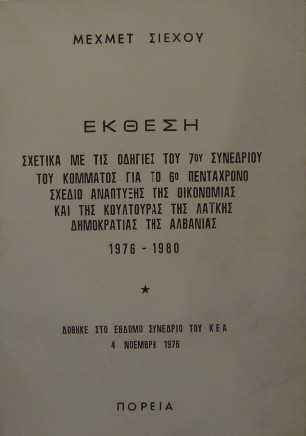 ΜΕΧΜΕΤ ΣΙΕΧΟΥ
ΕΚΘΕΣΗ
ΣΧΕΤΙΚΑ ΜΕ ΤΙΣ ΟΔΗΓΙΕΣ ΤΟΥ 7ου ΣΥΝΕΔΡΙΟΥ
ΤΟΥ ΚΟΜΜΑΤΟΣ ΓΙΑ ΤΟ 6ο ΠΕΝΤΑΧΡΟΝΟ
ΣΧΕΔΙΟ ΑΝΑΠΤΥΞΗΣ ΤΗΣ ΟΙΚΟΝΟΜΙΑΣ
ΚΑΙ ΤΗΣ ΚΟΥΛΤΟΥΡΑΣ ΤΗΣ ΛΑΪΚΗΣ
ΔΗΜΟΚΡΑΤΙΑΣ ΤΗΣ ΑΛΒΑΝΙΑΣ
1976 - 1980
★
ΔΟΘΗΚΕ ΣΤΟ ΕΒΔΟΜΟ ΣΥΝΕΔΡΙΟ ΤΟΥ ΚΕΑ
4 ΝΟΕΜΒΡΗ 1976
ΠΟΡΕΙΑ